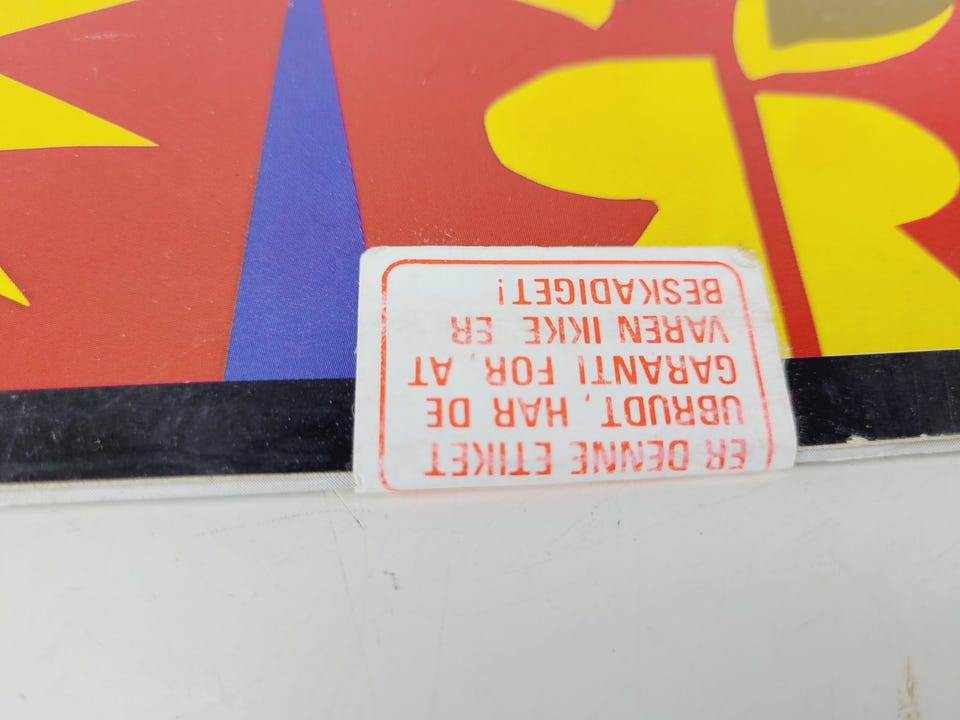 ER DENNE ETIKET
UBRUDT, HAR DE
GARANTI FOR, AT
VAREN IKKE ER
BESKADIGET!